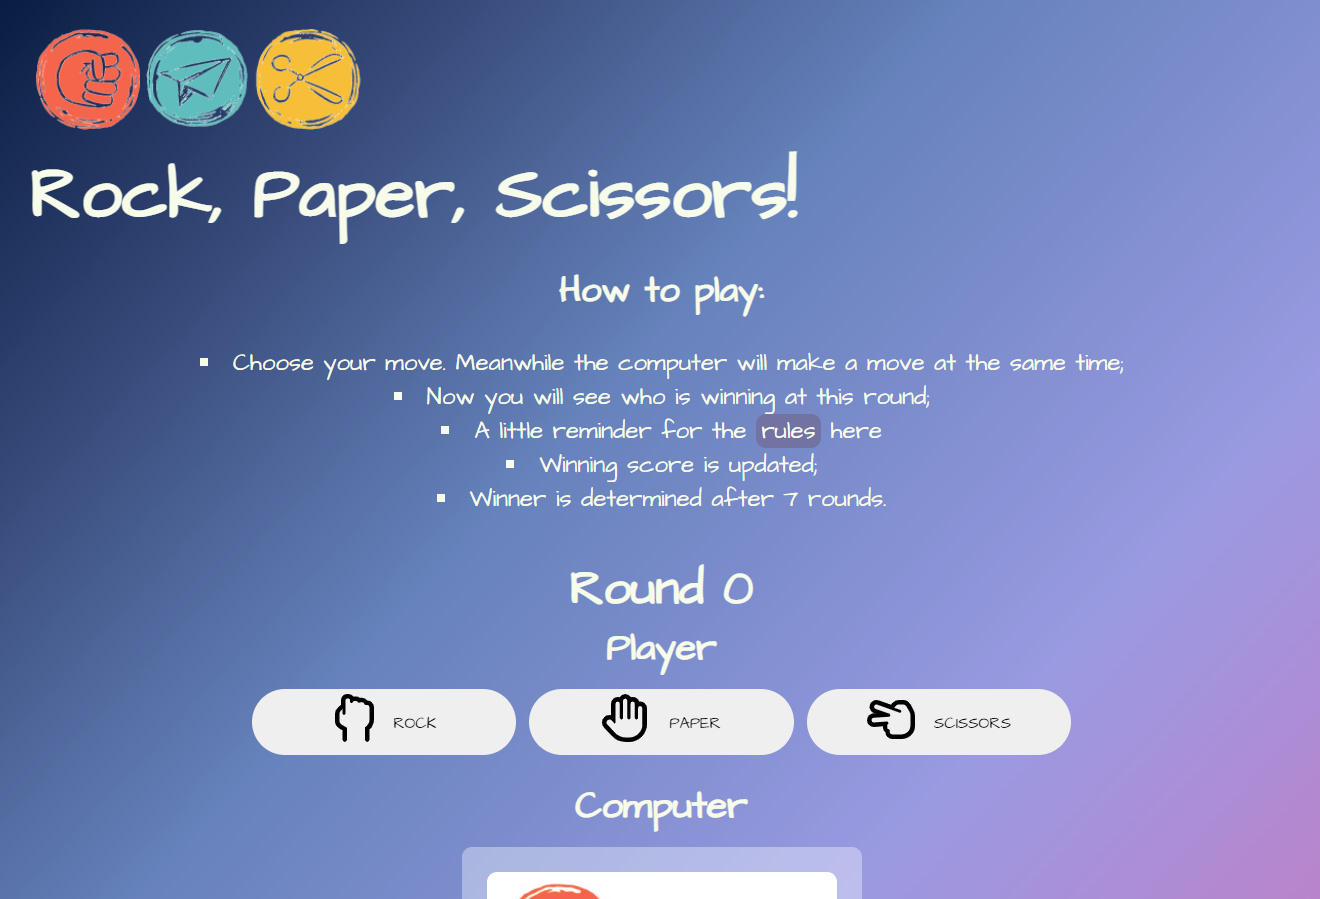 Rock, Paper, Scissors!
How to play:
Choose your move. Meanwhile the computer will make a move at the same time;
Now you will see who is winning at this round;
A little reminder for the rules here
Winning score is updated;
Winner is determined after 7 rounds.
Round 0
Player
ROCK PAPER SCISSORS
Computer